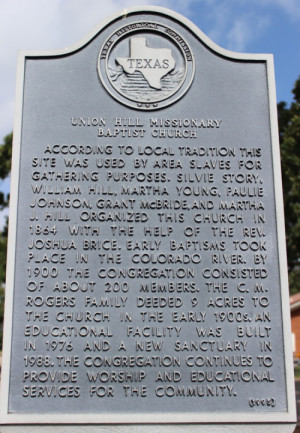 TEXAS HISTORICAL COMMISSION
TEXAS
UNION HILL MISSIONARY
BAPTIST CHURCH
ACCORDING TO LOCAL TRADITION, THIS
SITE WAS USED BY AREA SLAVES FOR
GATHERING PURPOSES. SILVIE STORY,
WILLIAM HILL, MARTHA YOUNG, PAULIE
JOHNSON, GRANT McBRIDE, AND MARTHA
J. HILL ORGANIZED THIS CHURCH IN
1864 WITH THE HELP OF THE REV.
JOSHUA BRICE. EARLY BAPTISMS TOOK
PLACE IN THE COLORADO RIVER. BY
1900 THE CONGREGATION CONSISTED
OF ABOUT 200 MEMBERS. THE C. M.
ROGERS FAMILY DEEDED 9 ACRES TO
THE CHURCH IN THE EARLY 1900s. AN
EDUCATIONAL FACILITY WAS BUILT
IN 1976 AND A NEW SANCTUARY IN
1988. THE CONGREGATION CONTINUES TO
PROVIDE WORSHIP AND EDUCATIONAL
SERVICES FOR THE COMMUNITY.